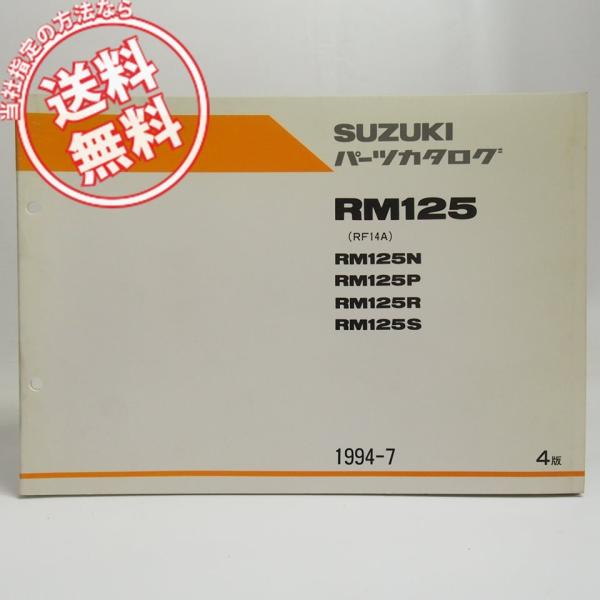 当社指定の方法なら
送料
無料
SUZUKI
パーツカタログ
RM125
(RF14A)
RM125N
RM125P
RM125R
RM125S
1994-7
4版